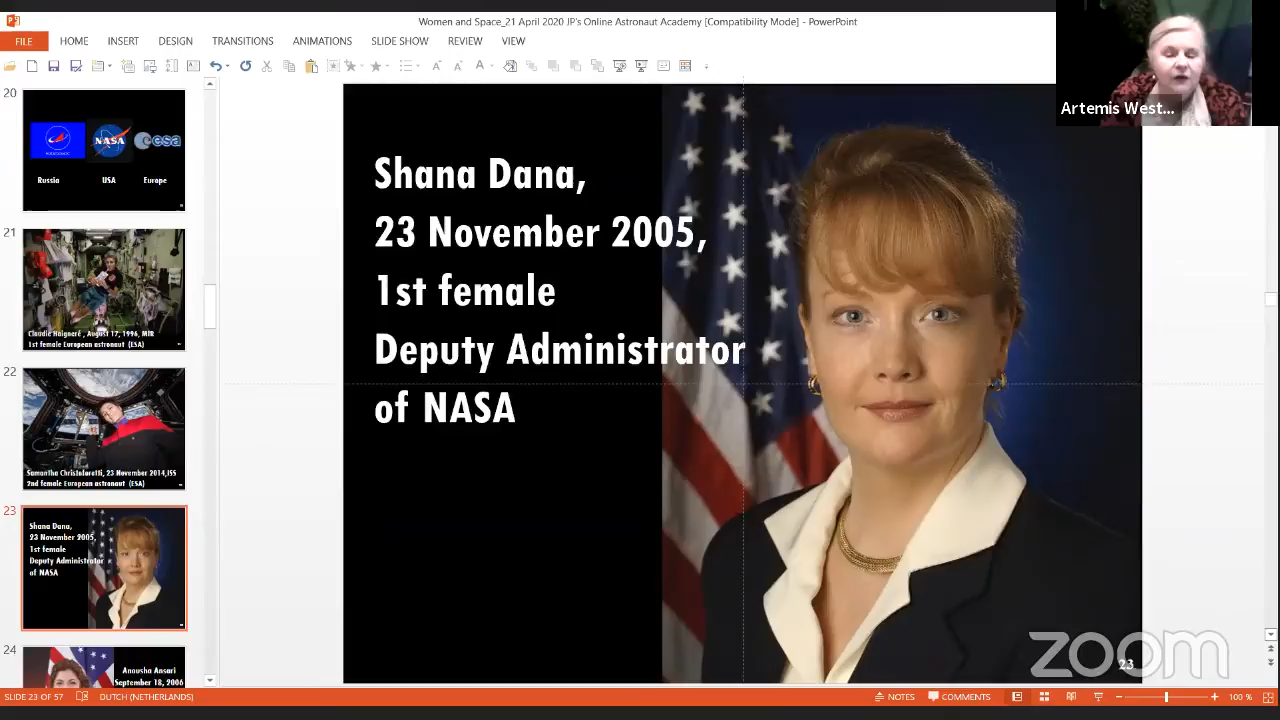 Women and Space_21 April 2020 JP's Online Astronaut Academy [Compatibility Mode] - PowerPoint
FILE HOME INSERT DESIGN TRANSITIONS ANIMATIONS SLIDE SHOW REVIEW VIEW
Artemis West...
20
NASA esa
Russia USA Europe
21
Claudie Haigneré, August 17, 1996, MIR
1st female European astronaut (ESA)
22
Samantha Christoforetti, 23 November 2014,ISS
2nd female European astronaut (ESA)
23
Shana Dana,
23 November 2005,
1st female
Deputy Administrator
of NASA
24
Anousha Ansari
September 18, 2006
Shana Dana,
23 November 2005,
1st female
Deputy Administrator
of NASA
zoom
23
SLIDE 23 OF 57 DUTCH (NETHERLANDS) NOTES COMMENTS 100 %